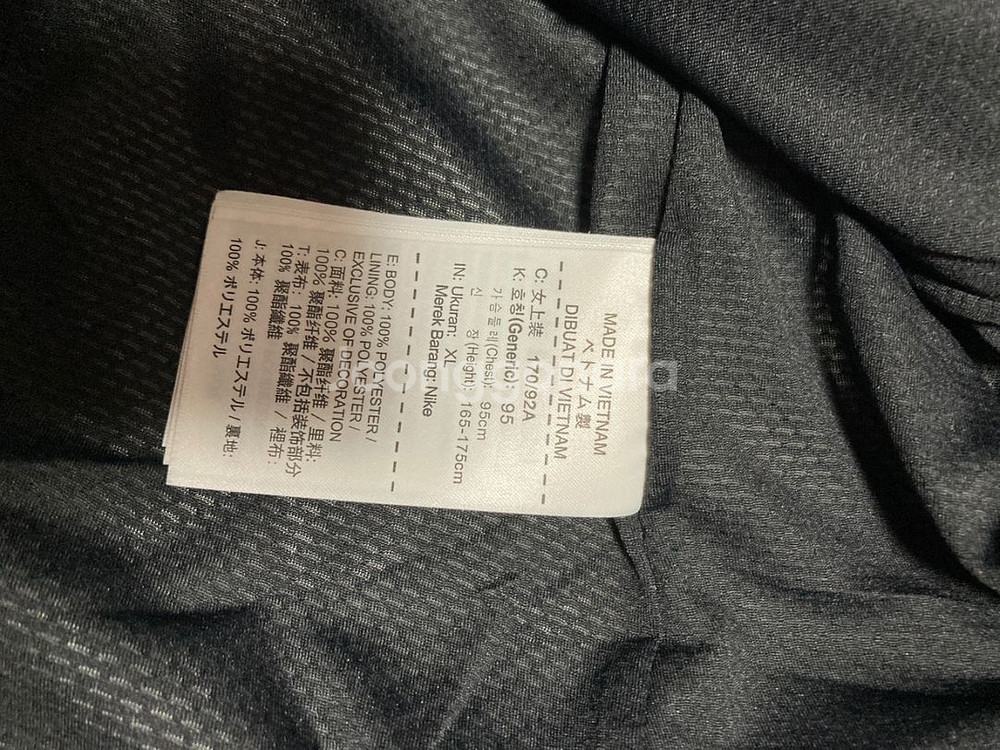 MADE IN VIETNAM
ベトナム製
DIBUAT DI VIETNAM
C: 女上装 170/92A
K: 호칭(Generic): 95
가슴둘레(Chest): 95cm
신 장(Height): 165-175cm
IN: Ukuran: XL
Merek Barang: Nike
E: BODY: 100% POLYESTER /
LINING: 100% POLYESTER /
EXCLUSIVE OF DECORATION
C: 面料: 100% 聚酯纤维 / 里料:
100% 聚酯纤维 / 不包括装饰部分
T: 表布: 100% 聚酯纖維 / 裡布:
100% 聚酯纖維
J: 本体: 100% ポリエステル / 裏地:
100% ポリエステル